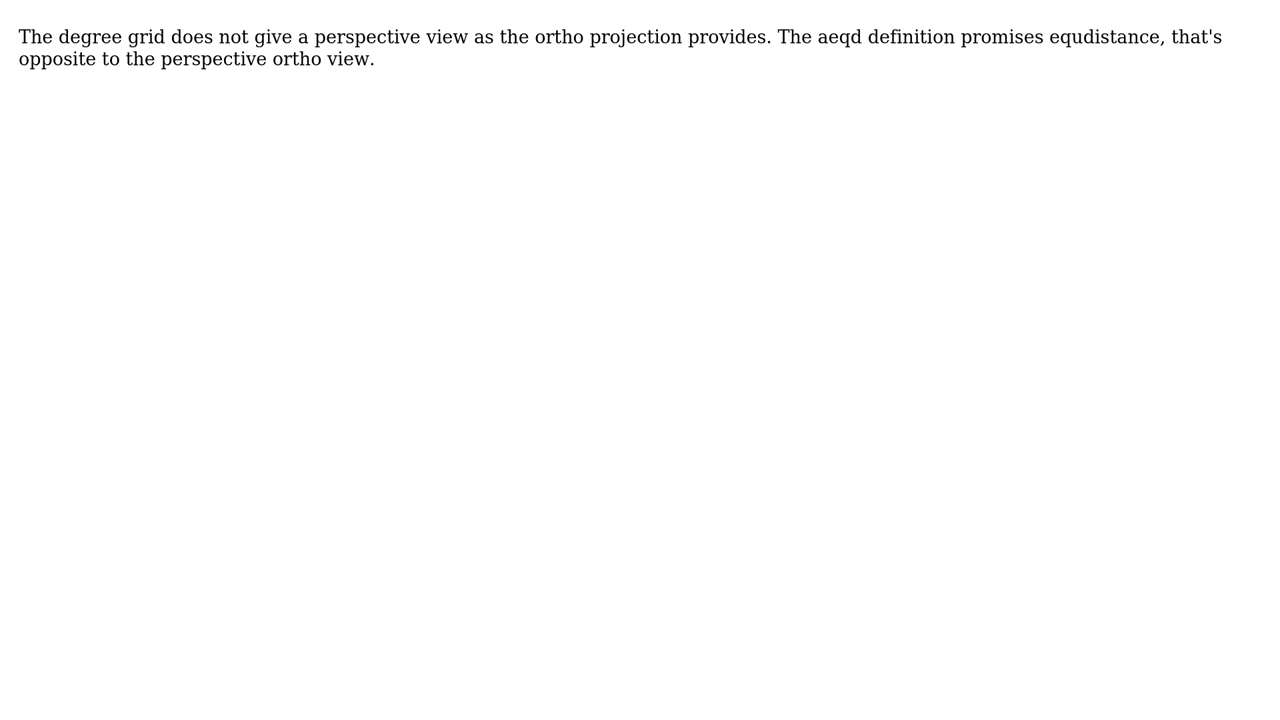 The degree grid does not give a perspective view as the ortho projection provides. The aeqd definition promises equdistance, that's
opposite to the perspective ortho view.